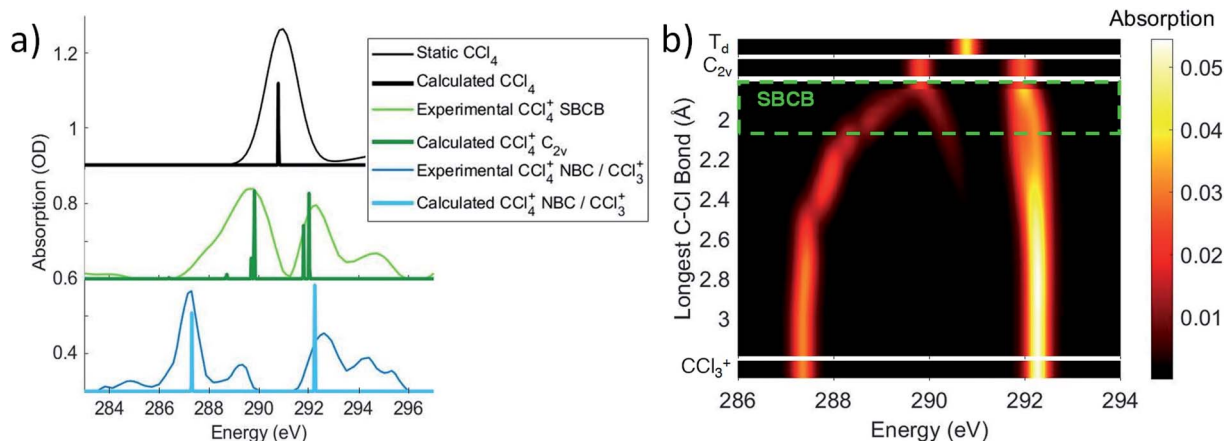 a)
1.2
1
0.8
0.6
0.4
Absorption (OD)
284 286 288 290 292 294 296
Energy (eV)
Static CCl₄
Calculated CCl₄
Experimental CCl₄⁺ SBCB
Calculated CCl₄⁺ C₂ᵥ
Experimental CCl₄⁺ NBC / CCl₃⁺
Calculated CCl₄⁺ NBC / CCl₃⁺
b)
T_d
C₂ᵥ
SBCB
2
2.2
2.4
2.6
2.8
3
CCl₃⁺
Longest C-Cl Bond (Å)
286 288 290 292 294
Energy (eV)
Absorption
0.05
0.04
0.03
0.02
0.01